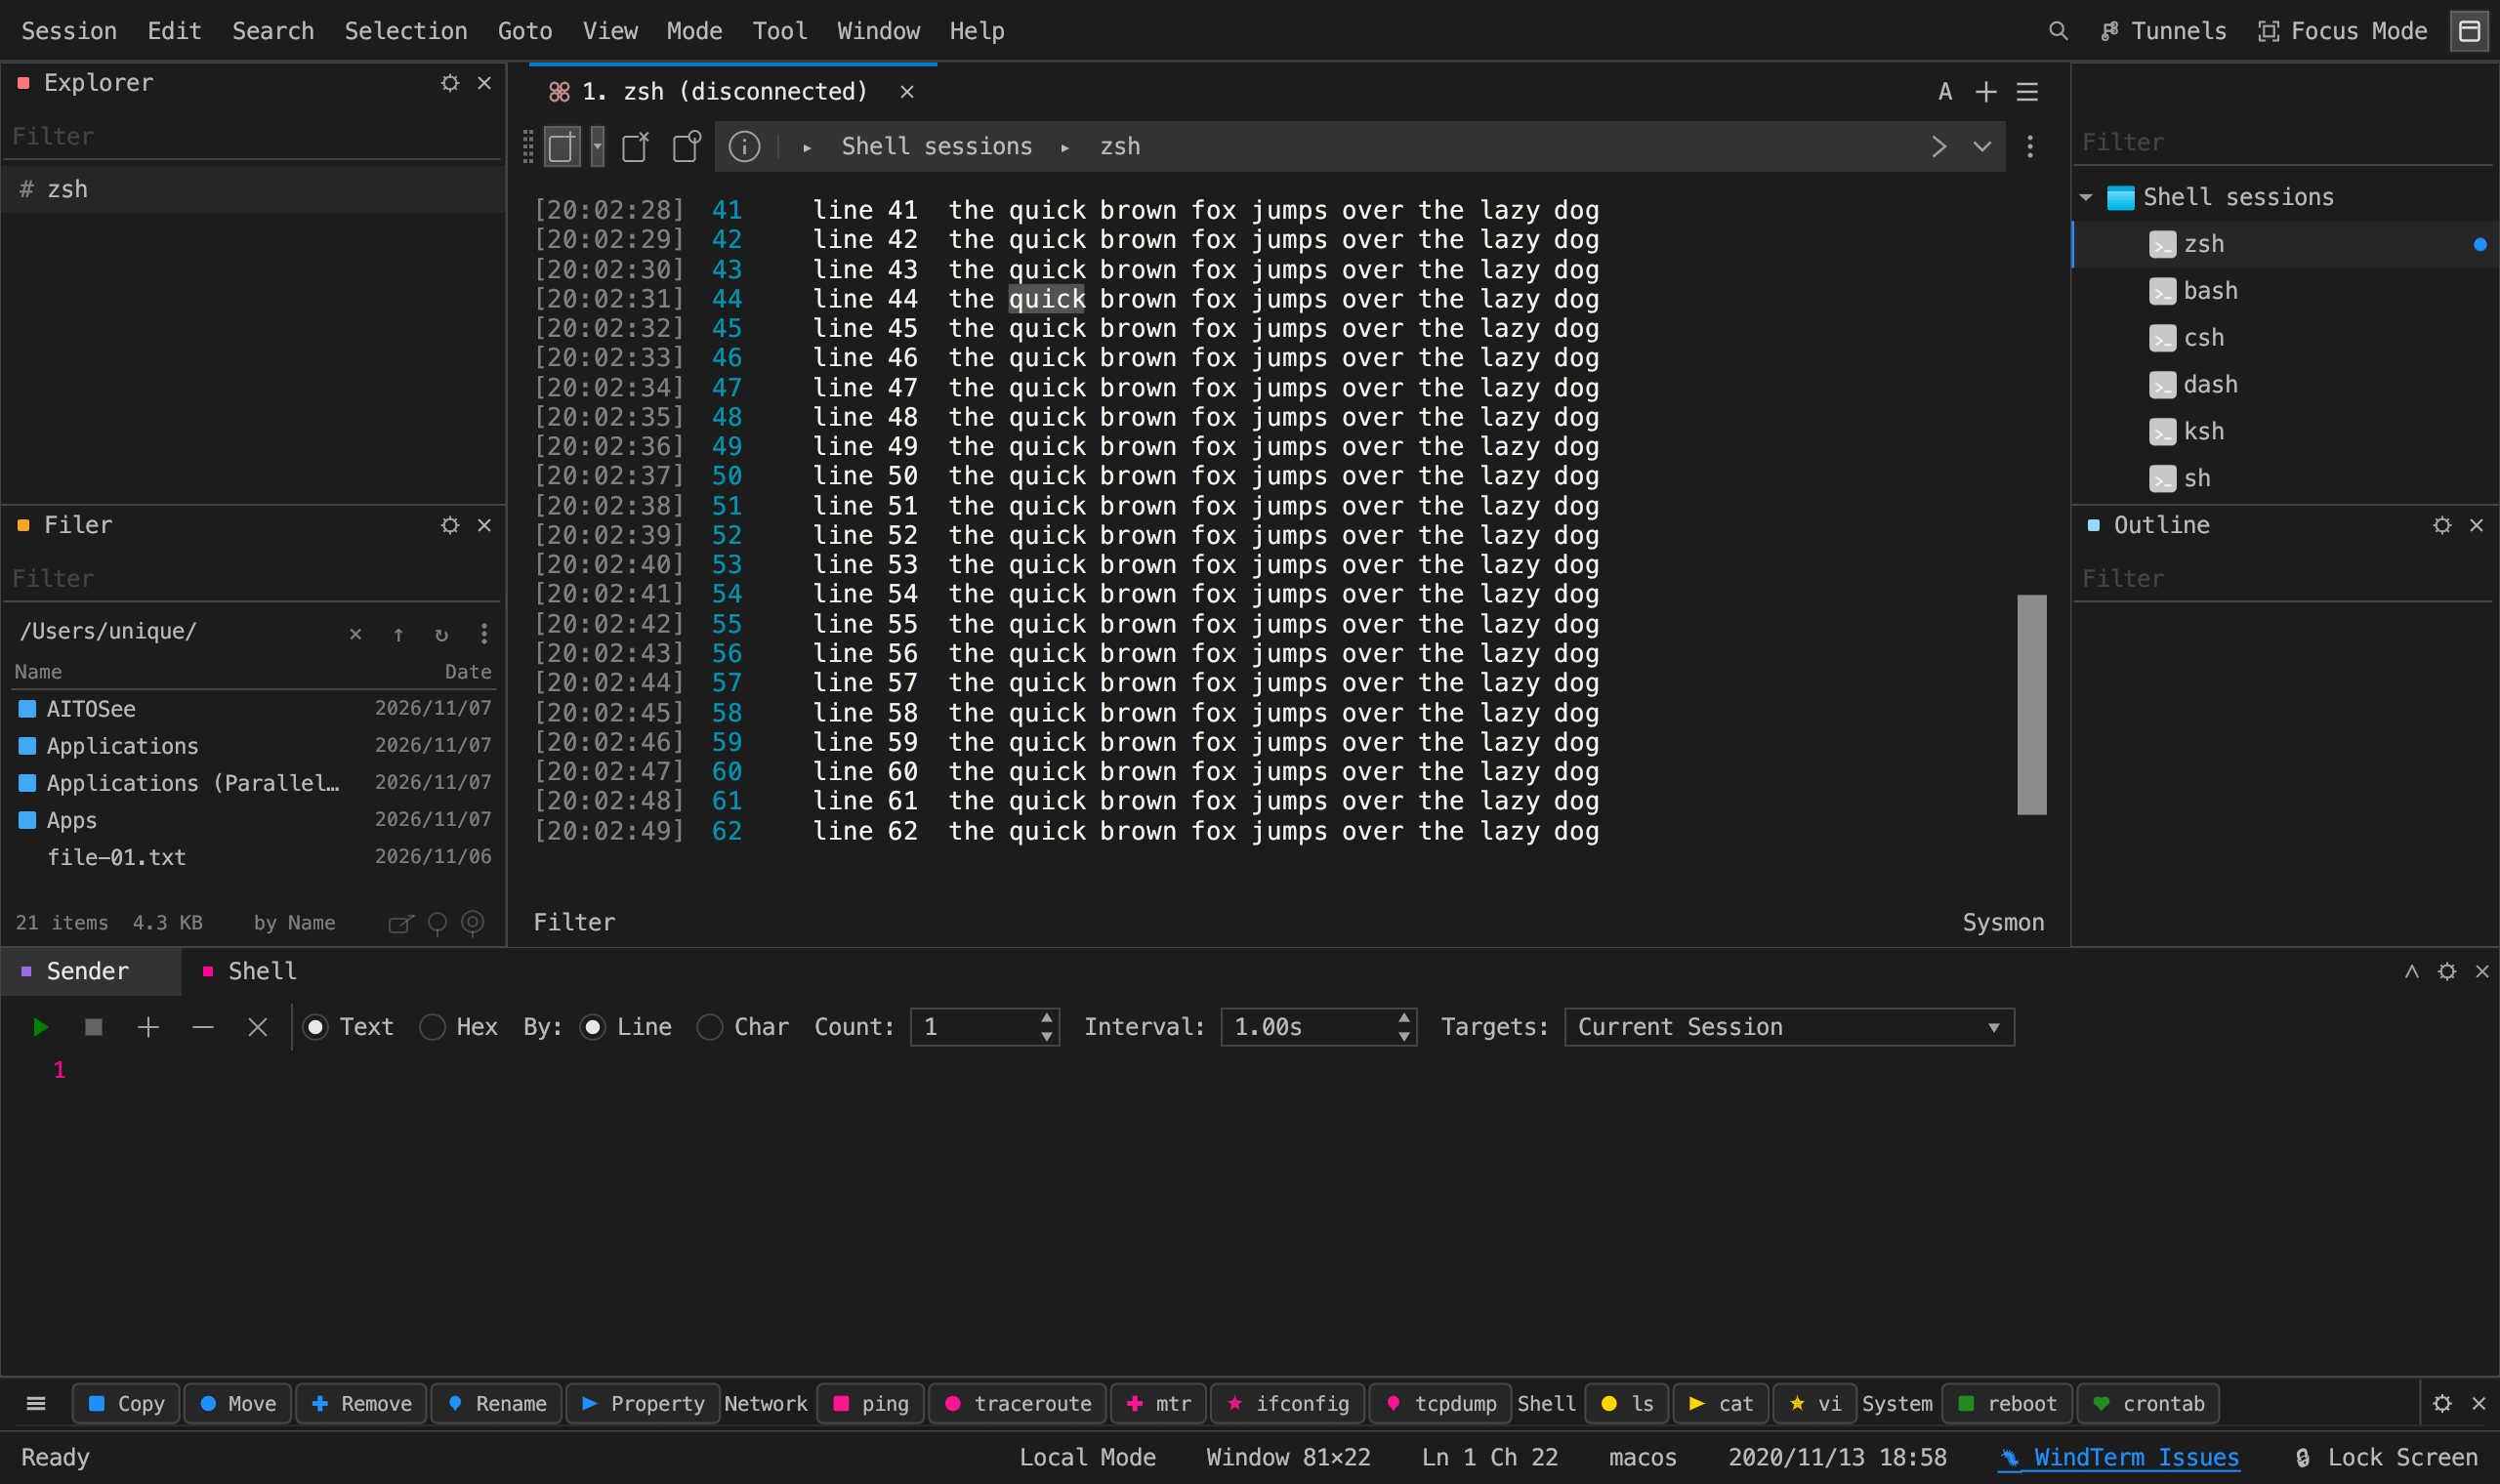 Session Edit Search Selection Goto View Mode Tool Window Help Tunnels Focus Mode
Explorer
Filter
# zsh
Filer
Filter
/Users/unique/
Name Date
AITOSee 2026/11/07
Applications 2026/11/07
Applications (Parallel… 2026/11/07
Apps 2026/11/07
file-01.txt 2026/11/06
21 items 4.3 KB by Name
1. zsh (disconnected) A
Shell sessions zsh
[20:02:28] 41 line 41 the quick brown fox jumps over the lazy dog
[20:02:29] 42 line 42 the quick brown fox jumps over the lazy dog
[20:02:30] 43 line 43 the quick brown fox jumps over the lazy dog
[20:02:31] 44 line 44 the quick brown fox jumps over the lazy dog
[20:02:32] 45 line 45 the quick brown fox jumps over the lazy dog
[20:02:33] 46 line 46 the quick brown fox jumps over the lazy dog
[20:02:34] 47 line 47 the quick brown fox jumps over the lazy dog
[20:02:35] 48 line 48 the quick brown fox jumps over the lazy dog
[20:02:36] 49 line 49 the quick brown fox jumps over the lazy dog
[20:02:37] 50 line 50 the quick brown fox jumps over the lazy dog
[20:02:38] 51 line 51 the quick brown fox jumps over the lazy dog
[20:02:39] 52 line 52 the quick brown fox jumps over the lazy dog
[20:02:40] 53 line 53 the quick brown fox jumps over the lazy dog
[20:02:41] 54 line 54 the quick brown fox jumps over the lazy dog
[20:02:42] 55 line 55 the quick brown fox jumps over the lazy dog
[20:02:43] 56 line 56 the quick brown fox jumps over the lazy dog
[20:02:44] 57 line 57 the quick brown fox jumps over the lazy dog
[20:02:45] 58 line 58 the quick brown fox jumps over the lazy dog
[20:02:46] 59 line 59 the quick brown fox jumps over the lazy dog
[20:02:47] 60 line 60 the quick brown fox jumps over the lazy dog
[20:02:48] 61 line 61 the quick brown fox jumps over the lazy dog
[20:02:49] 62 line 62 the quick brown fox jumps over the lazy dog
Filter Sysmon
Filter
Shell sessions
zsh
bash
csh
dash
ksh
sh
Outline
Filter
Sender Shell
Text Hex By: Line Char Count: 1 Interval: 1.00s Targets: Current Session
1
Copy Move Remove Rename Property Network ping traceroute mtr ifconfig tcpdump Shell ls cat vi System reboot crontab
Ready Local Mode Window 81×22 Ln 1 Ch 22 macos 2020/11/13 18:58 WindTerm Issues Lock Screen